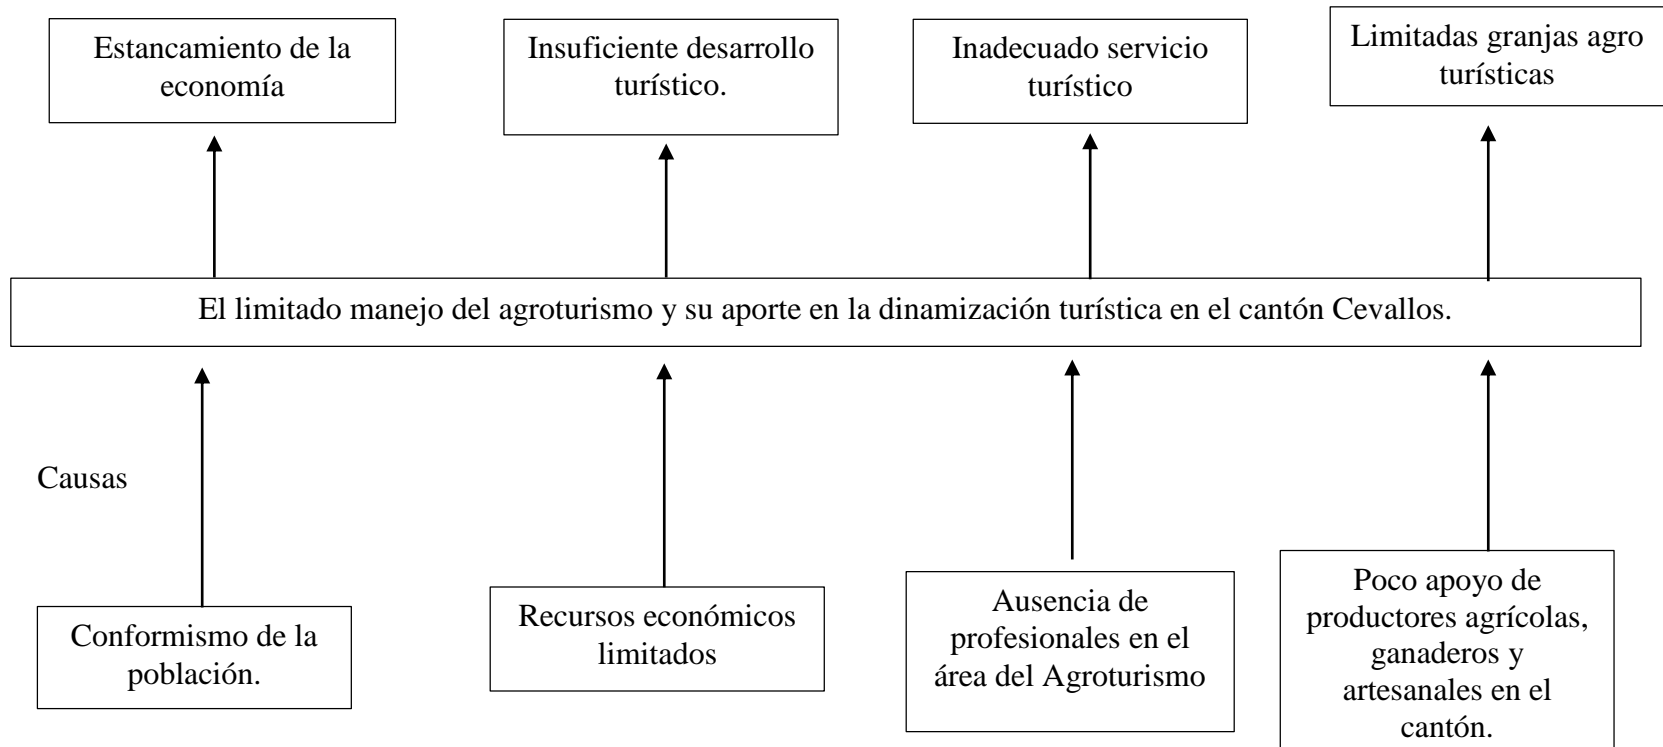 Estancamiento de la
economía
Insuficiente desarrollo
turístico.
Inadecuado servicio
turístico
Limitadas granjas agro
turísticas
El limitado manejo del agroturismo y su aporte en la dinamización turística en el cantón Cevallos.
Causas
Conformismo de la
población.
Recursos económicos
limitados
Ausencia de
profesionales en el
área del Agroturismo
Poco apoyo de
productores agrícolas,
ganaderos y
artesanales en el
cantón.